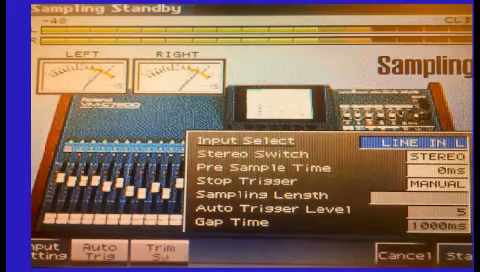 Sampling Standby
-48 CLI
L
R
LEFT RIGHT
Sampling
Roland
Input Select LINE IN L
Stereo Switch STEREO
Pre Sample Time 0ms
Stop Trigger MANUAL
Sampling Length
Auto Trigger Level 5
Gap Time 1000ms
nput
tting
Auto
Trig
Trim
Sw
Cancel
Sta